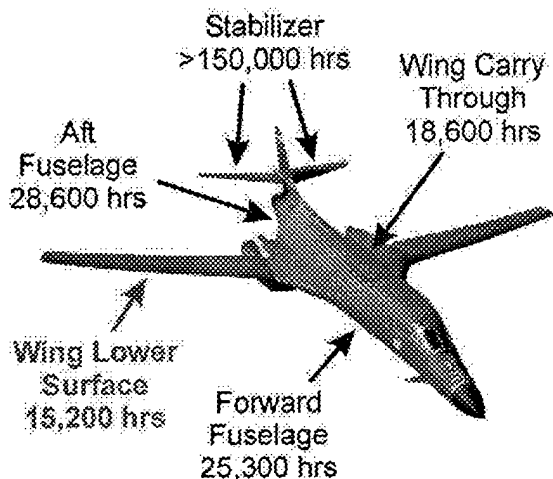 Stabilizer
>150,000 hrs
Wing Carry
Through
18,600 hrs
Aft
Fuselage
28,600 hrs
Wing Lower
Surface
15,200 hrs
Forward
Fuselage
25,300 hrs